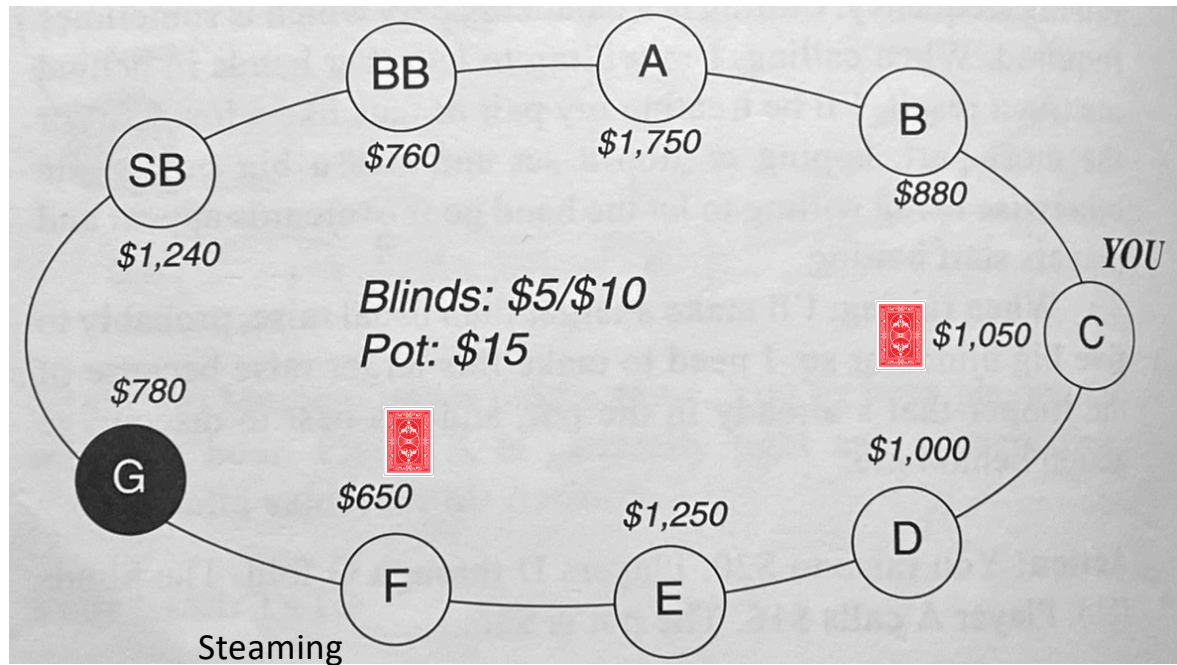 BB
A
B
SB
$760
$1,750
$880
$1,240
YOU
Blinds: $5/$10
Pot: $15
$1,050
C
$780
G
$650
$1,000
$1,250
D
F
E
Steaming